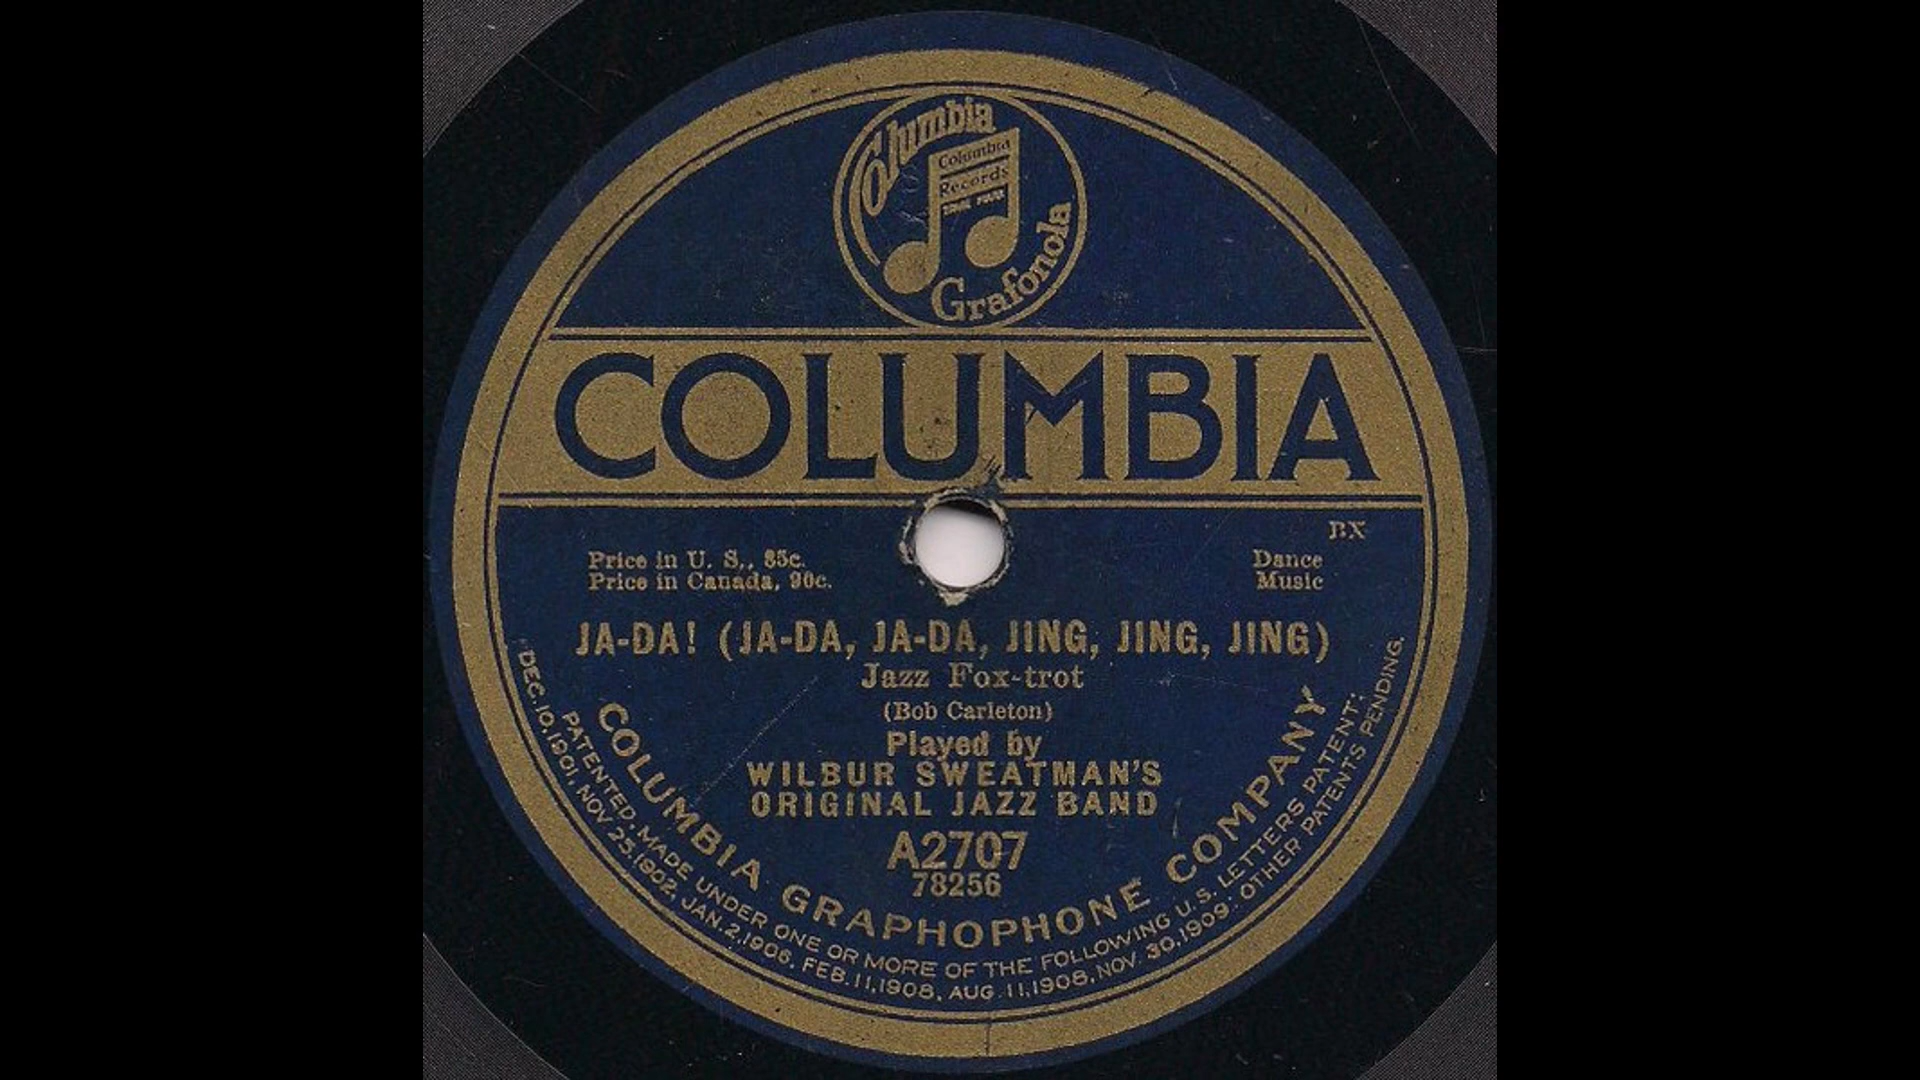 Columbia
Columbia
Records
Grafonola
COLUMBIA
BX
Price in U. S., 85c.
Price in Canada, 90c.
Dance
Music
JA-DA! (JA-DA, JA-DA, JING, JING, JING)
Jazz Fox-trot
(Bob Carleton)
Played by
WILBUR SWEATMAN'S
ORIGINAL JAZZ BAND
A2707
78256
COLUMBIA GRAPHOPHONE COMPANY
PATENTED, MADE UNDER ONE OR MORE OF THE FOLLOWING U.S. LETTERS PATENT:
DEC.10,1901, NOV.25,1902, JAN.2,1906, FEB.11,1908, AUG.11,1908, NOV.30,1909: OTHER PATENTS PENDING.